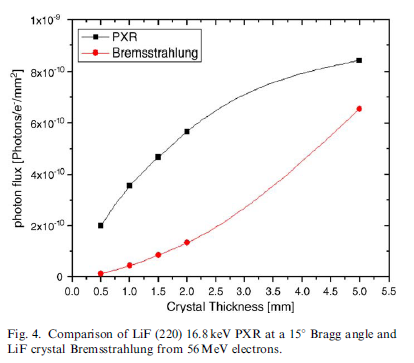 1x10⁻⁹
PXR
Bremsstrahlung
8x10⁻¹⁰
6x10⁻¹⁰
4x10⁻¹⁰
2x10⁻¹⁰
0
photon flux [Photons/e⁻/mm²]
0.0 0.5 1.0 1.5 2.0 2.5 3.0 3.5 4.0 4.5 5.0 5.5
Crystal Thickness [mm]
Fig. 4. Comparison of LiF (220) 16.8 keV PXR at a 15° Bragg angle and
LiF crystal Bremsstrahlung from 56 MeV electrons.